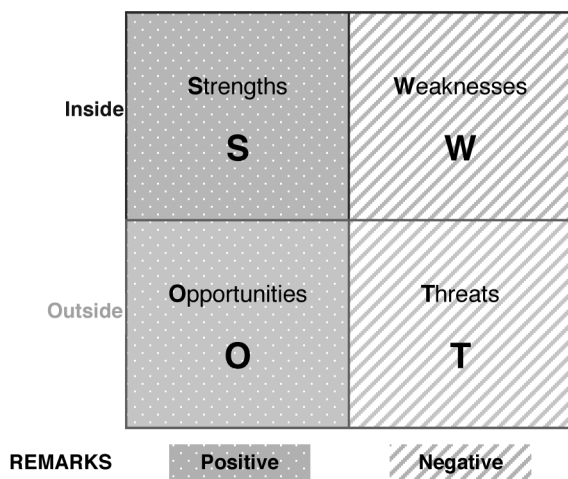 Strengths
Weaknesses
Inside
S
W
Opportunities
Threats
Outside
O
T
REMARKS
Positive
Negative